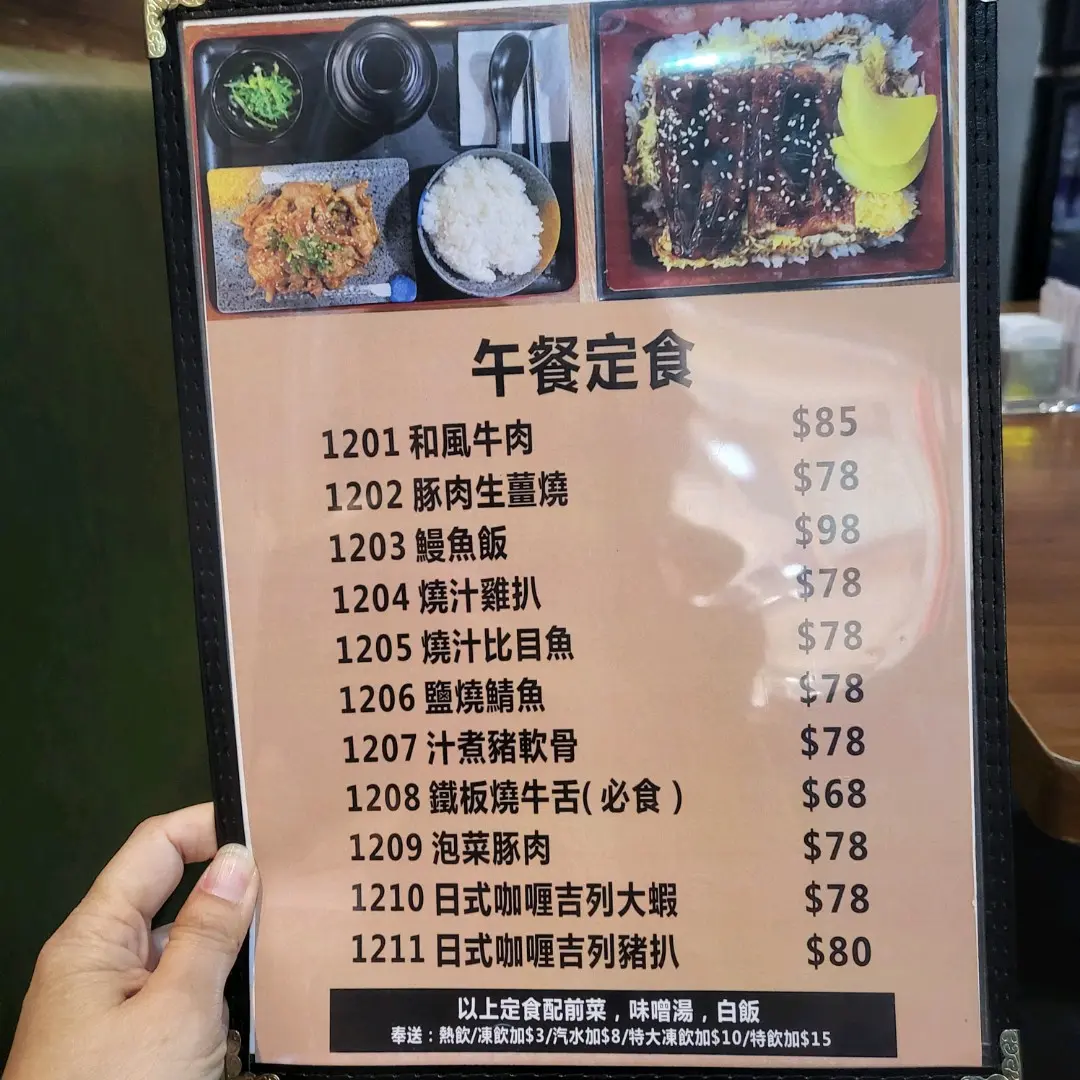 午餐定食
1201 和風牛肉 $85
1202 豚肉生薑燒 $78
1203 鰻魚飯 $98
1204 燒汁雞扒 $78
1205 燒汁比目魚 $78
1206 鹽燒鯖魚 $78
1207 汁煮豬軟骨 $78
1208 鐵板燒牛舌(必食) $68
1209 泡菜豚肉 $78
1210 日式咖喱吉列大蝦 $78
1211 日式咖喱吉列豬扒 $80
以上定食配前菜，味噌湯，白飯
奉送：熱飲/凍飲加$3/汽水加$8/特大凍飲加$10/特飲加$15